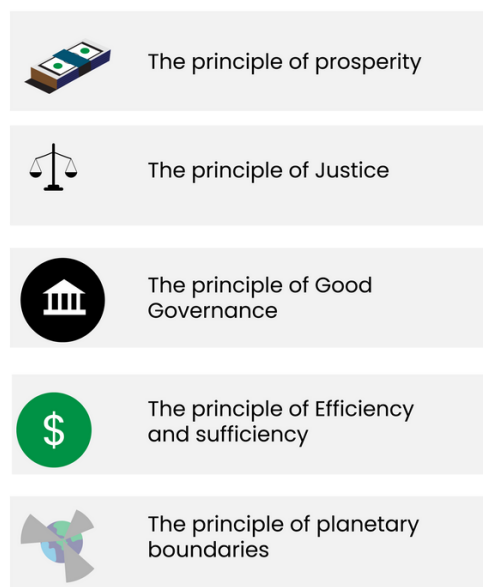 The principle of prosperity
The principle of Justice
The principle of Good
Governance
$
The principle of Efficiency
and sufficiency
The principle of planetary
boundaries